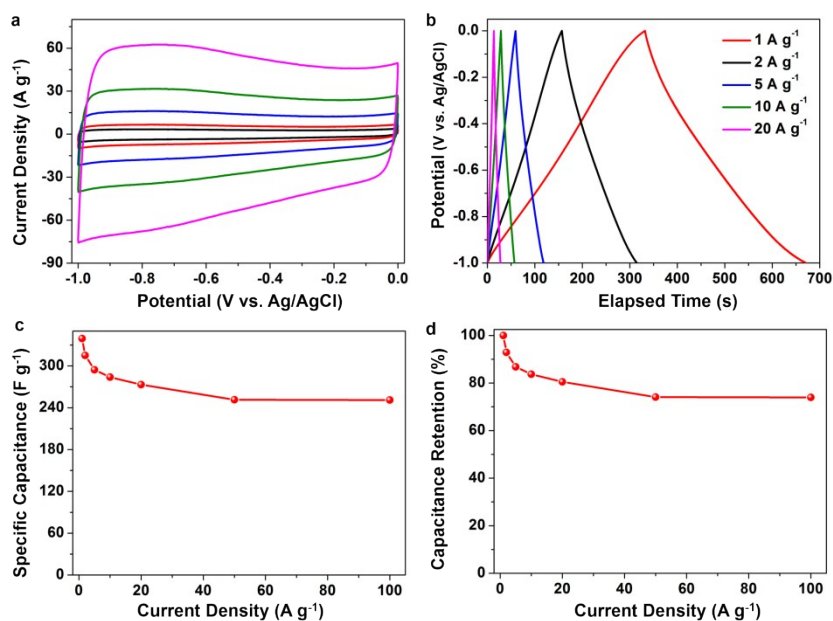 a
60
30
0
-30
-60
-90
Current Density (A g⁻¹)
-1.0 -0.8 -0.6 -0.4 -0.2 0.0
Potential (V vs. Ag/AgCl)
b
0.0
-0.2
-0.4
-0.6
-0.8
-1.0
Potential (V vs. Ag/AgCl)
1 A g⁻¹
2 A g⁻¹
5 A g⁻¹
10 A g⁻¹
20 A g⁻¹
0 100 200 300 400 500 600 700
Elapsed Time (s)
c
300
240
180
120
60
0
Specific Capacitance (F g⁻¹)
0 20 40 60 80 100
Current Density (A g⁻¹)
d
100
80
60
40
20
0
Capacitance Retention (%)
0 20 40 60 80 100
Current Density (A g⁻¹)